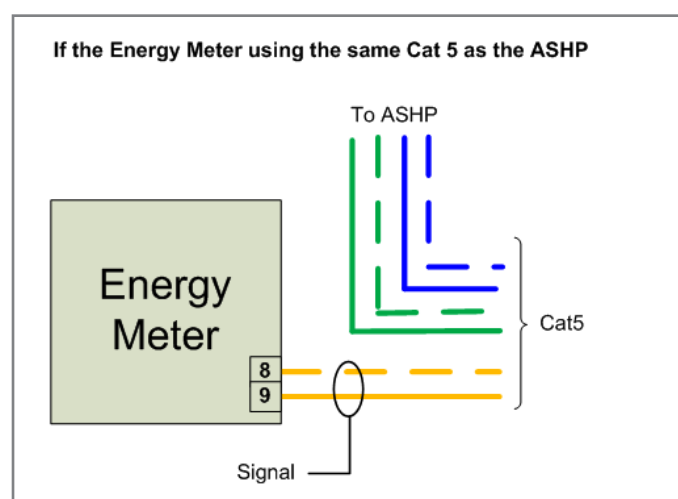 If the Energy Meter using the same Cat 5 as the ASHP
To ASHP
Energy
Meter
Cat5
8
9
Signal